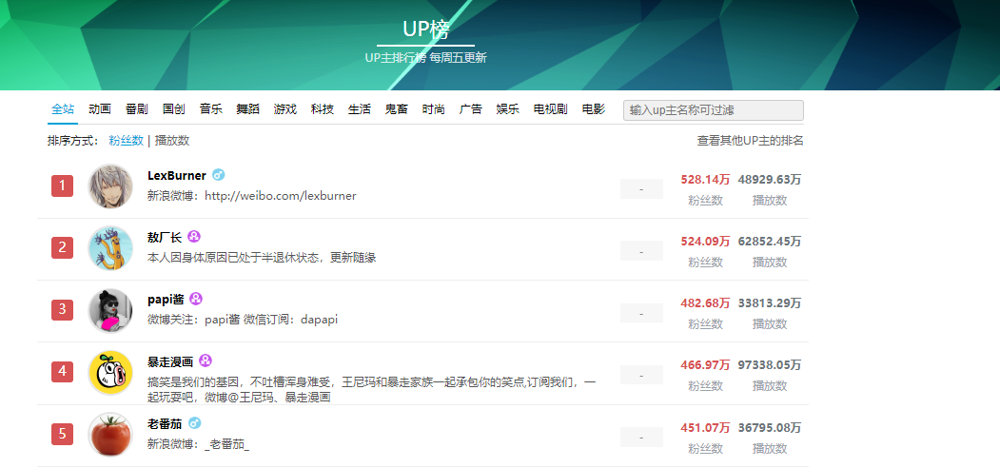 UP榜
UP主排行榜 每周五更新
全站 动画 番剧 国创 音乐 舞蹈 游戏 科技 生活 鬼畜 时尚 广告 娱乐 电视剧 电影 输入up主名称可过滤
排序方式： 粉丝数 | 播放数 查看其他UP主的排名
1 LexBurner - 528.14万 48929.63万
新浪微博：http://weibo.com/lexburner 粉丝数 播放数
2 敖厂长 - 524.09万 62852.45万
本人因身体原因已处于半退休状态，更新随缘 粉丝数 播放数
3 papi酱 - 482.68万 33813.29万
微博关注：papi酱 微信订阅：dapapi 粉丝数 播放数
4 暴走漫画 - 466.97万 97338.05万
搞笑是我们的基因，不吐槽浑身难受，王尼玛和暴走家族一起承包你的笑点,订阅我们，一 粉丝数 播放数
起玩耍吧，微博@王尼玛、暴走漫画
5 老番茄 - 451.07万 36795.08万
新浪微博：_老番茄_ 粉丝数 播放数